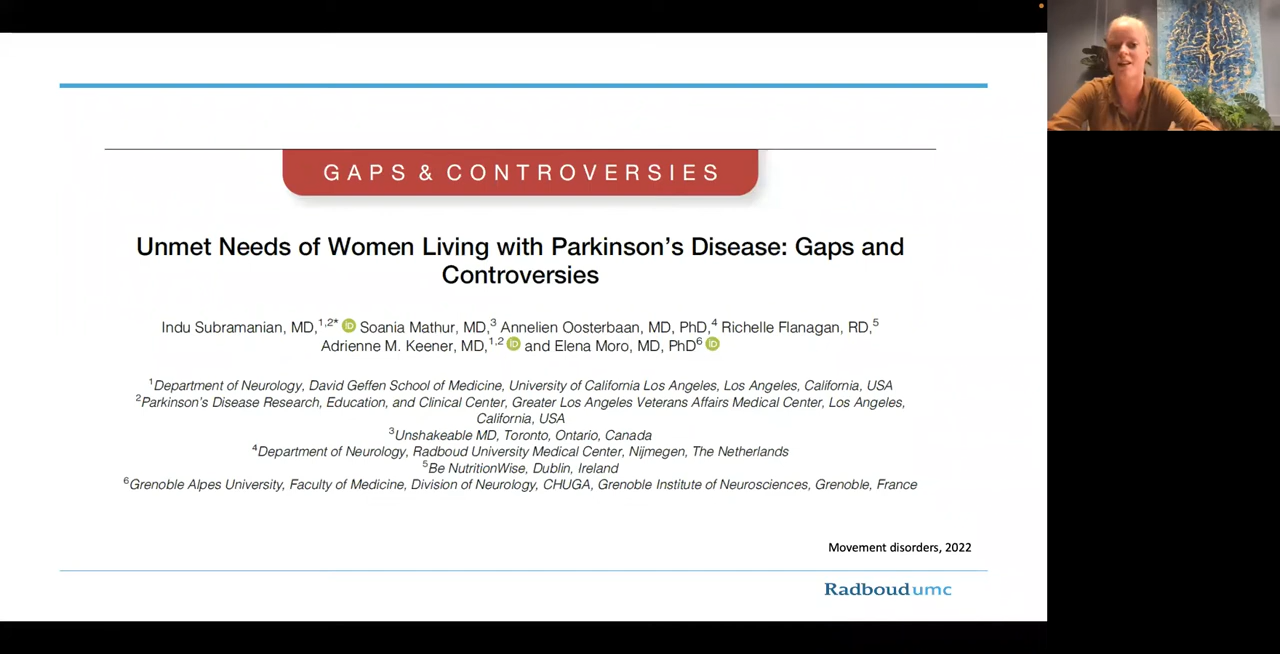 GAPS & CONTROVERSIES
Unmet Needs of Women Living with Parkinson's Disease: Gaps and
Controversies
Indu Subramanian, MD,1,2* iD Soania Mathur, MD,3 Annelien Oosterbaan, MD, PhD,4 Richelle Flanagan, RD,5
Adrienne M. Keener, MD,1,2 iD and Elena Moro, MD, PhD6 iD
1Department of Neurology, David Geffen School of Medicine, University of California Los Angeles, Los Angeles, California, USA
2Parkinson's Disease Research, Education, and Clinical Center, Greater Los Angeles Veterans Affairs Medical Center, Los Angeles,
California, USA
3Unshakeable MD, Toronto, Ontario, Canada
4Department of Neurology, Radboud University Medical Center, Nijmegen, The Netherlands
5Be NutritionWise, Dublin, Ireland
6Grenoble Alpes University, Faculty of Medicine, Division of Neurology, CHUGA, Grenoble Institute of Neurosciences, Grenoble, France
Movement disorders, 2022
Radboudumc